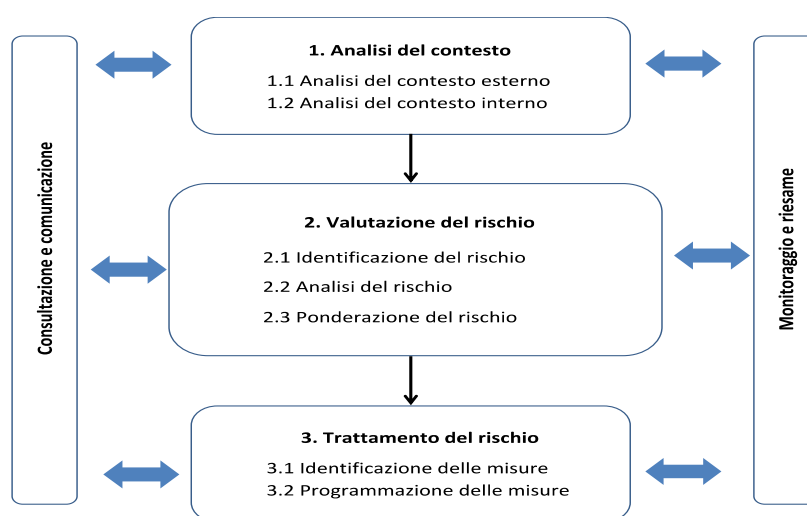 Consultazione e comunicazione
1. Analisi del contesto
1.1 Analisi del contesto esterno
1.2 Analisi del contesto interno
2. Valutazione del rischio
2.1 Identificazione del rischio
2.2 Analisi del rischio
2.3 Ponderazione del rischio
3. Trattamento del rischio
3.1 Identificazione delle misure
3.2 Programmazione delle misure
Monitoraggio e riesame